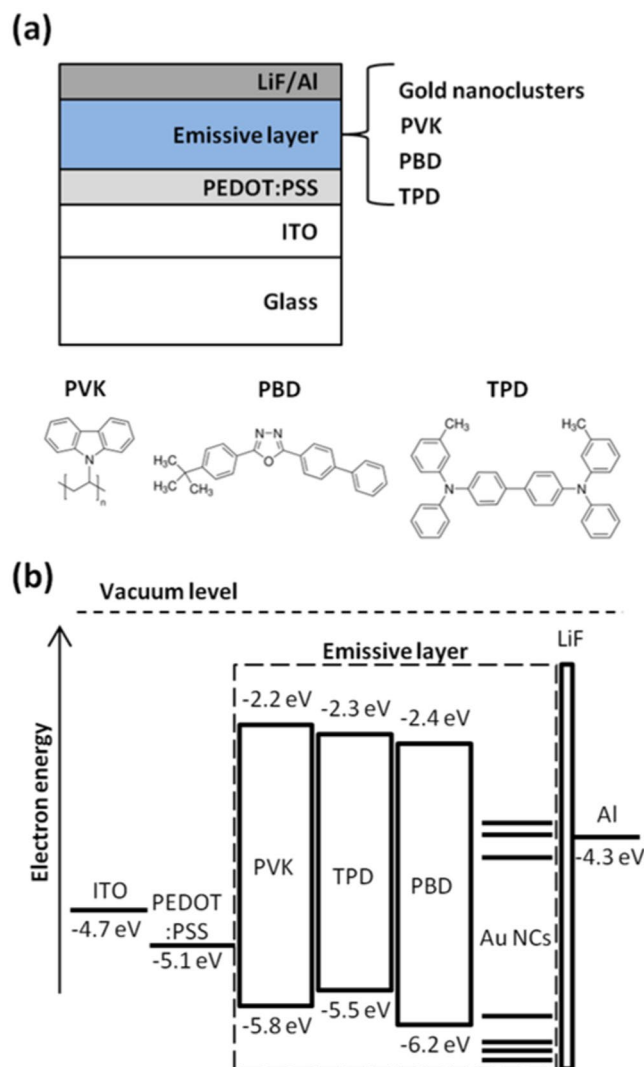 (a)
LiF/Al
Emissive layer
PEDOT:PSS
ITO
Glass
Gold nanoclusters
PVK
PBD
TPD
PVK
PBD
TPD
N
n
H₃C
CH₃
CH₃
N-N
O
CH₃
H₃C
N
N
(b)
Vacuum level
Electron energy
Emissive layer
LiF
-2.2 eV
-2.3 eV
-2.4 eV
Al
-4.3 eV
PVK
TPD
PBD
Au NCs
ITO
-4.7 eV
PEDOT
:PSS
-5.1 eV
-5.8 eV
-5.5 eV
-6.2 eV